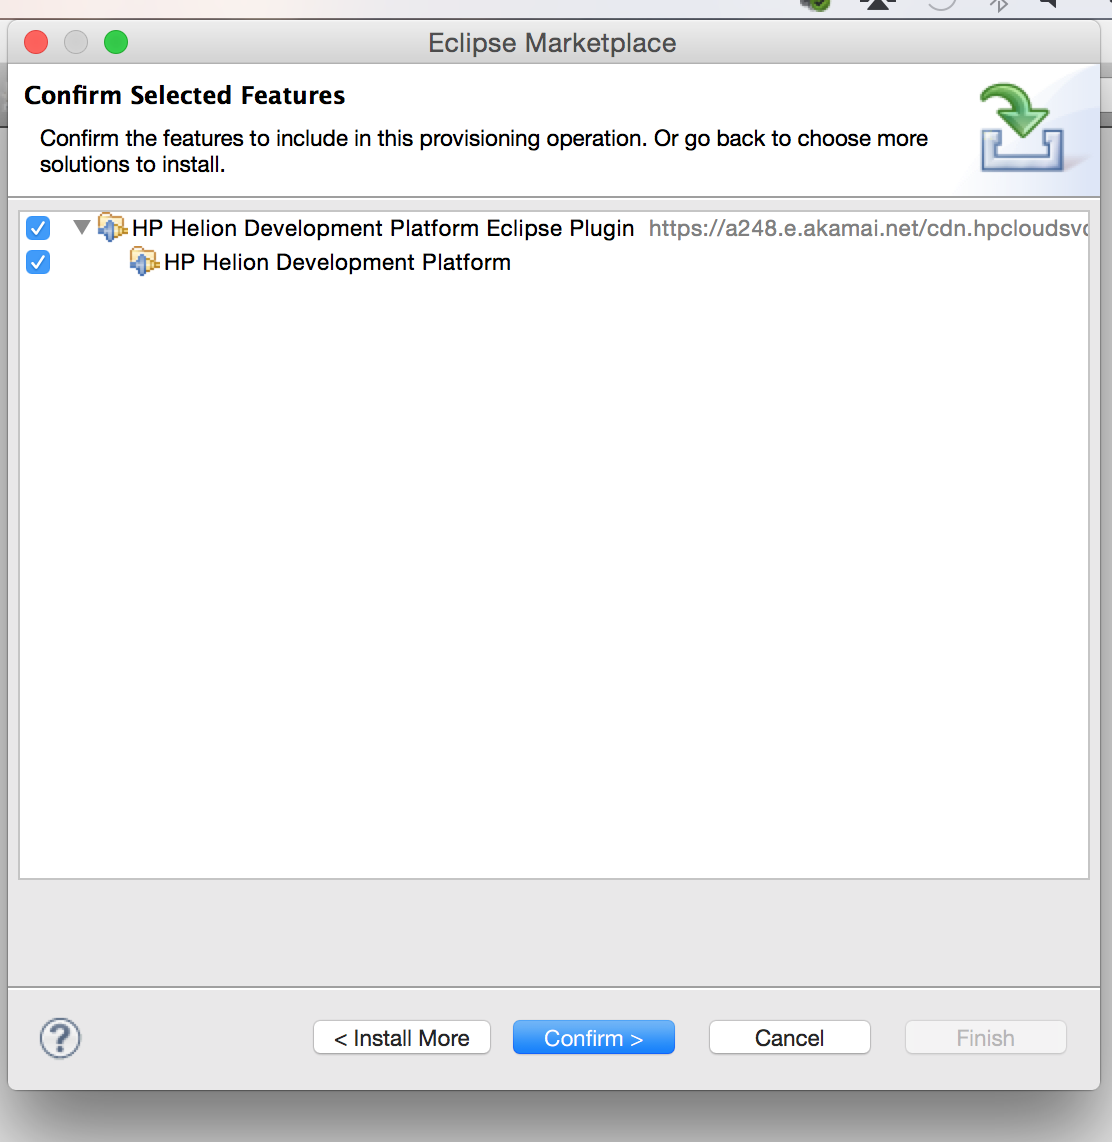 Eclipse Marketplace
Confirm Selected Features
Confirm the features to include in this provisioning operation. Or go back to choose more
solutions to install.
HP Helion Development Platform Eclipse Plugin https://a248.e.akamai.net/cdn.hpcloudsvc
HP Helion Development Platform
?
< Install More
Confirm >
Cancel
Finish